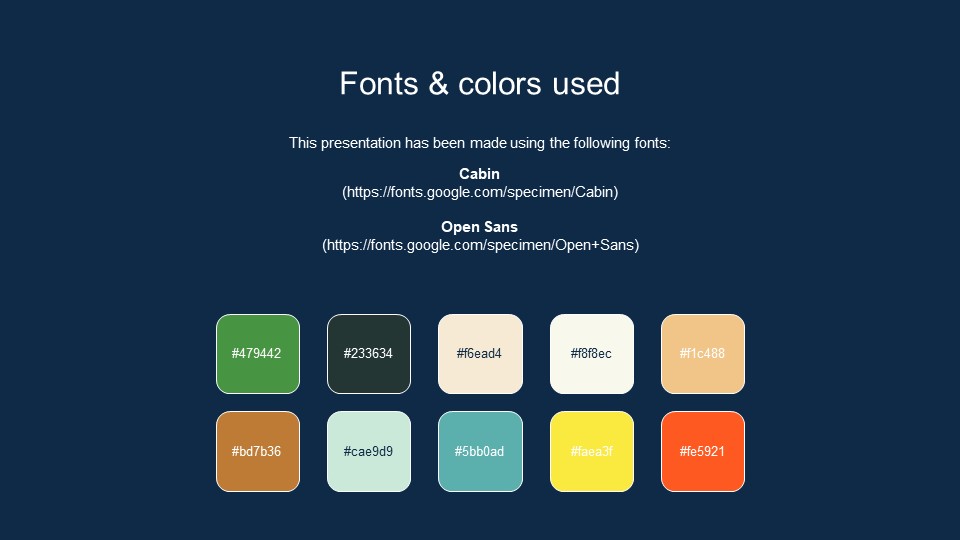 Fonts & colors used
This presentation has been made using the following fonts:
Cabin
(https://fonts.google.com/specimen/Cabin)
Open Sans
(https://fonts.google.com/specimen/Open+Sans)
#479442 #233634 #f6ead4 #f8f8ec #f1c488
#bd7b36 #cae9d9 #5bb0ad #faea3f #fe5921